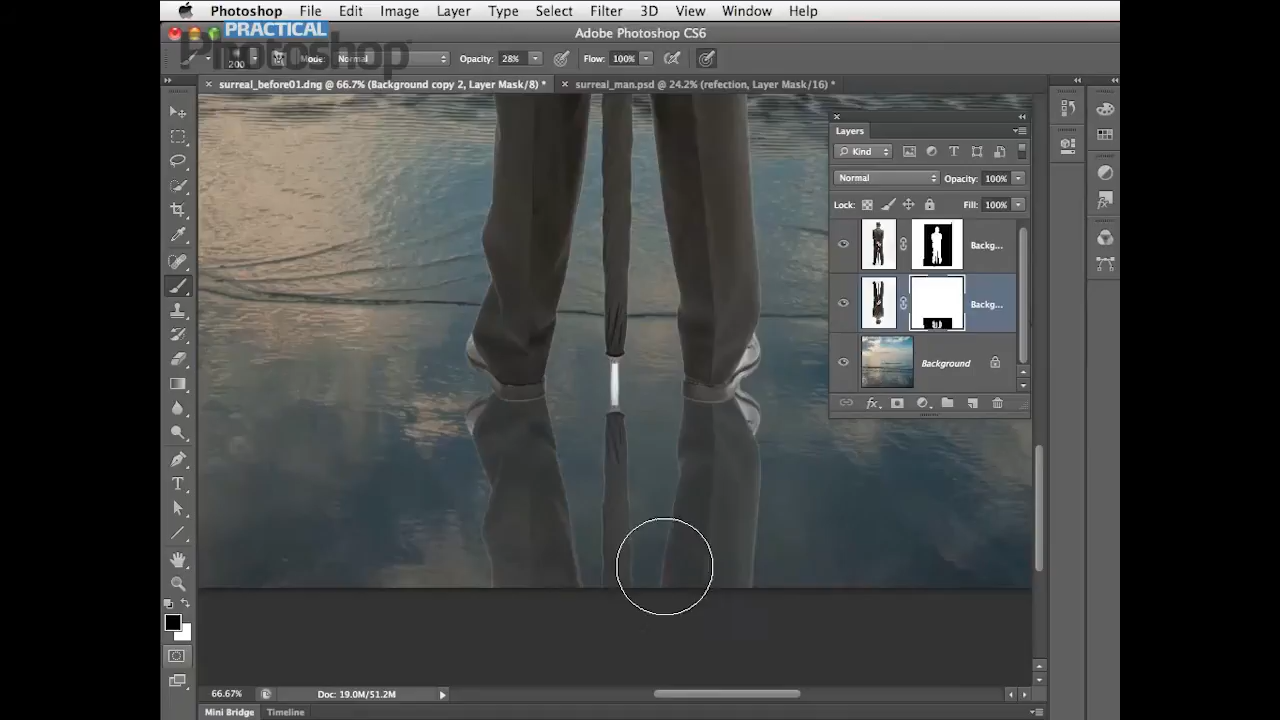 Photoshop File Edit Image Layer Type Select Filter 3D View Window Help
PRACTICAL
Photoshop
Adobe Photoshop CS6
200 Mode: Normal Opacity: 28% Flow: 100%
surreal_before01.dng @ 66.7% (Background copy 2, Layer Mask/8) * surreal_man.psd @ 24.2% (refection, Layer Mask/16) *
Layers
Kind
Normal Opacity: 100%
Lock: Fill: 100%
Backg...
Backg...
Background
fx
66.67% Doc: 19.0M/51.2M
Mini Bridge Timeline